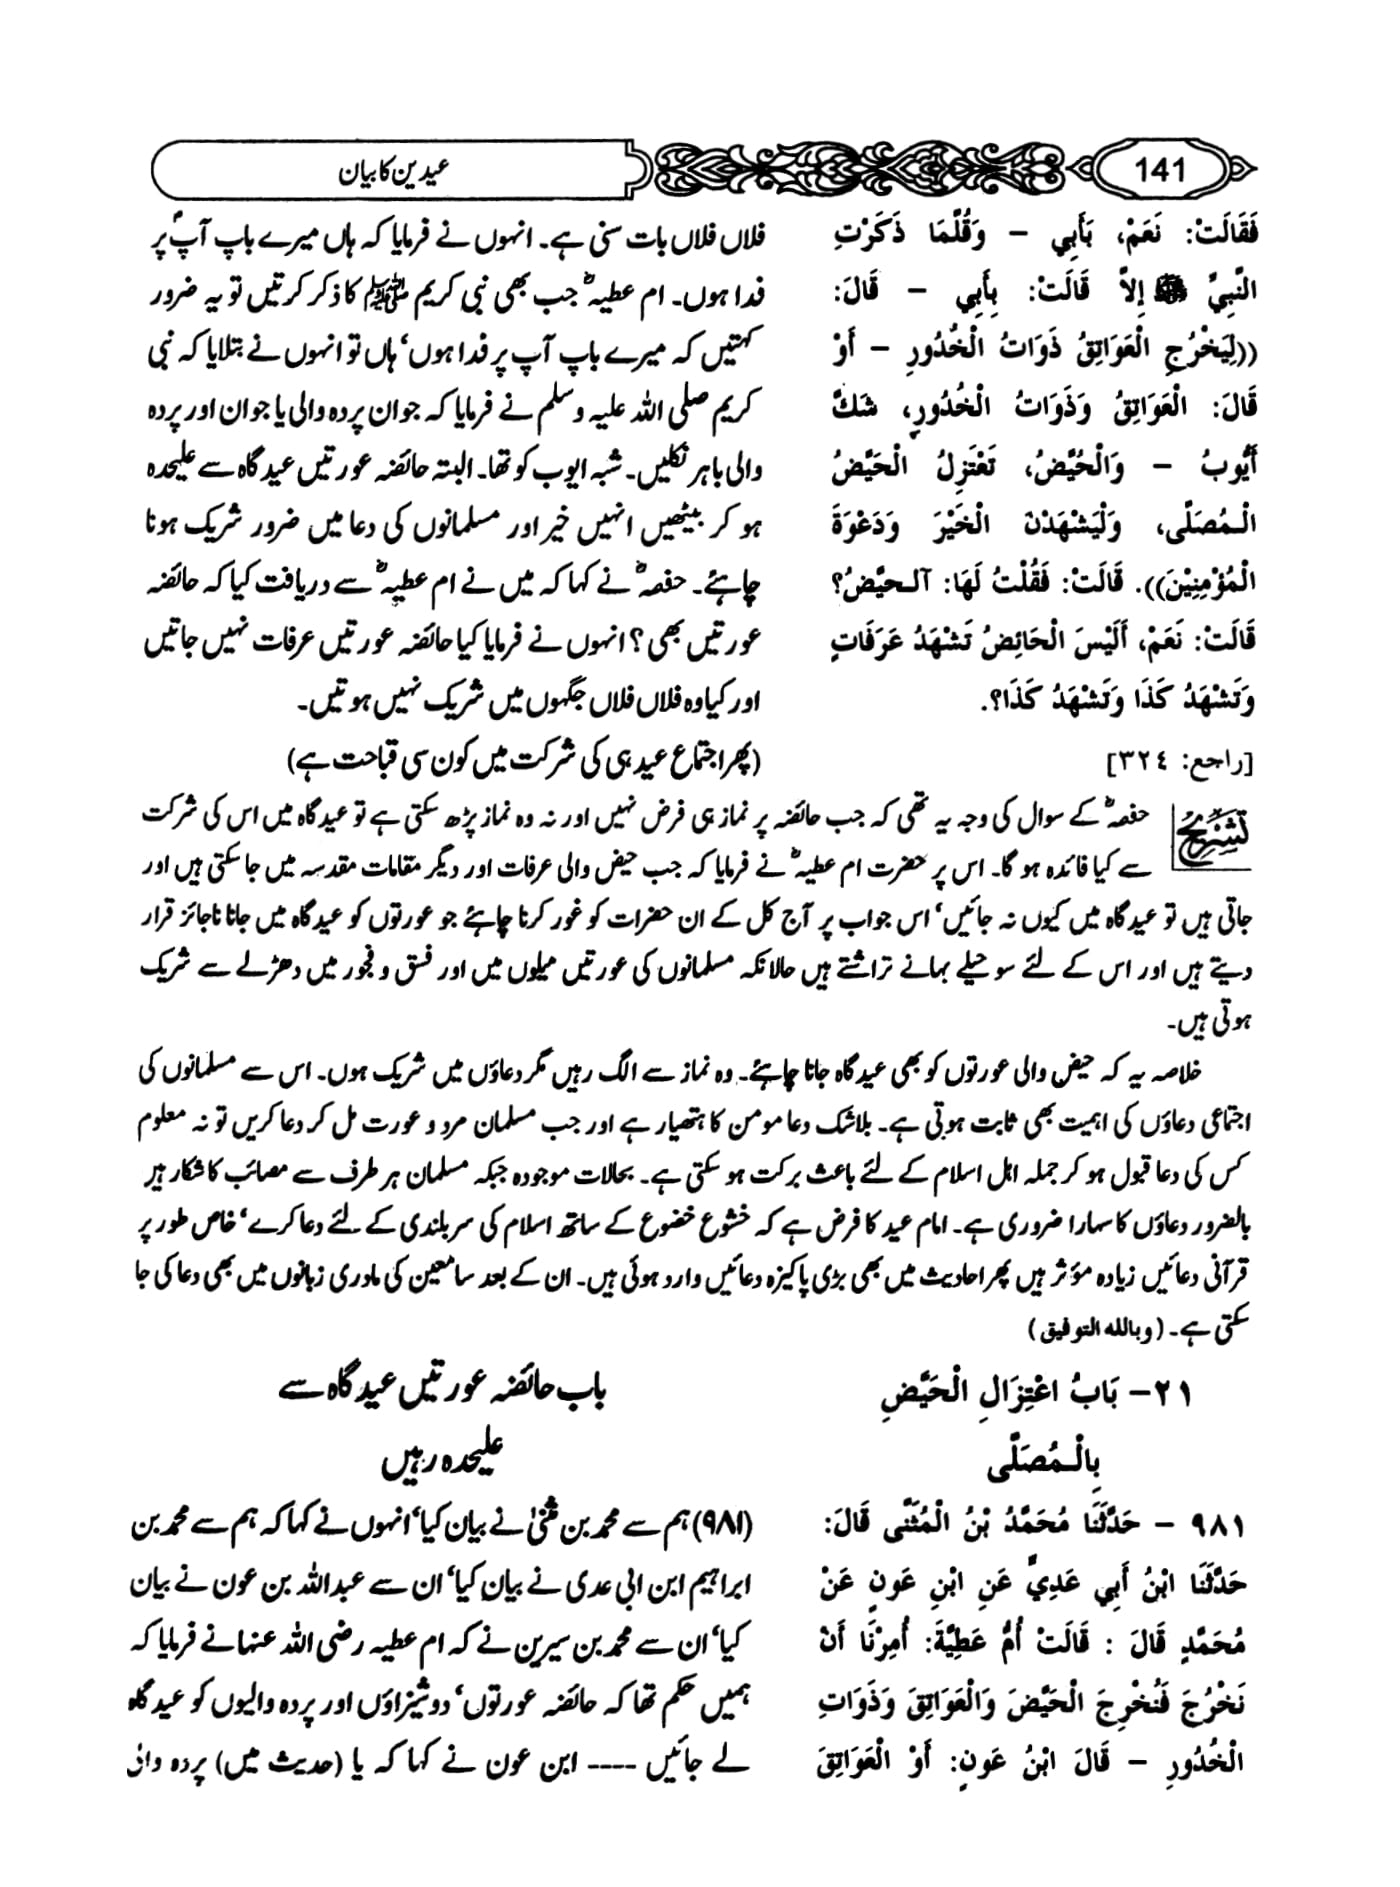 141
عیدین کا بیان
فَقَالَتْ: نَعَمْ، بَأَبِي – وَقُلَّمَا ذَكَرْتِ
النَّبِيَّ ﷺ إِلاَّ قَالَتْ: بِأَبِي – قَالَ:
((لِيَخْرُجِ الْعَوَاتِقُ ذَوَاتُ الْخُدُورِ – أَوْ
قَالَ: الْعَوَاتِقُ وَذَوَاتُ الْخُدُورِ، شَكَّ
أَيُّوبُ – وَالْحُيَّضُ، تَعْتَزِلُ الْحَيَّضُ
الْمُصَلَّى، وَلْيَشْهَدْنَ الْخَيْرَ وَدَعْوَةَ
الْمُؤْمِنِيْنَ)). قَالَتْ: فَقُلْتُ لَهَا: آلـحيَّضُ؟
قَالَتْ: نَعَمْ، أَلَيْسَ الْحَائِضُ تَشْهَدُ عَرَفَاتٍ
وَتَشْهَدُ كَذَا وَتَشْهَدُ كَذَا؟.
[راجع: ٣٢٤]
فلاں فلاں بات سنی ہے۔ انہوں نے فرمایا کہ ہاں میرے باپ آپؐ پر
فدا ہوں۔ ام عطیہؓ جب بھی نبی کریم ﷺ کا ذکر کرتیں تو یہ ضرور
کہتیں کہ میرے باپ آپ پر فدا ہوں‘ ہاں تو انہوں نے بتلایا کہ نبی
کریم صلی اللہ علیہ وسلم نے فرمایا کہ جوان پردہ والی یا جوان اور پردہ
والی باہر نکلیں۔ شبہ ایوب کو تھا۔ البتہ حائضہ عورتیں عید گاہ سے علیحدہ
ہو کر بیٹھیں انہیں خیر اور مسلمانوں کی دعا میں ضرور شریک ہونا
چاہئے۔ حفصہؓ نے کہا کہ میں نے ام عطیہؓ سے دریافت کیا کہ حائضہ
عورتیں بھی؟ انہوں نے فرمایا کیا حائضہ عورتیں عرفات نہیں جاتیں
اور کیا وہ فلاں فلاں جگہوں میں شریک نہیں ہوتیں۔
(پھر اجتماع عید ہی کی شرکت میں کون سی قباحت ہے)
تشریح حفصہؓ کے سوال کی وجہ یہ تھی کہ جب حائضہ پر نماز ہی فرض نہیں اور نہ وہ نماز پڑھ سکتی ہے تو عیدگاہ میں اس کی شرکت
سے کیا فائدہ ہو گا۔ اس پر حضرت ام عطیہؓ نے فرمایا کہ جب حیض والی عرفات اور دیگر مقامات مقدسہ میں جا سکتی ہیں اور
جاتی ہیں تو عیدگاہ میں کیوں نہ جائیں‘ اس جواب پر آج کل کے ان حضرات کو غور کرنا چاہئے جو عورتوں کو عیدگاہ میں جانا ناجائز قرار
دیتے ہیں اور اس کے لئے سو حیلے بہانے تراشتے ہیں حالانکہ مسلمانوں کی عورتیں میلوں میں اور فسق و فجور میں دھڑلے سے شریک
ہوتی ہیں۔
خلاصہ یہ کہ حیض والی عورتوں کو بھی عیدگاہ جانا چاہئے۔ وہ نماز سے الگ رہیں مگر دعاؤں میں شریک ہوں۔ اس سے مسلمانوں کی
اجتماعی دعاؤں کی اہمیت بھی ثابت ہوتی ہے۔ بلاشک دعا مومن کا ہتھیار ہے اور جب مسلمان مرد و عورت مل کر دعا کریں تو نہ معلوم
کس کی دعا قبول ہو کر جملہ اہل اسلام کے لئے باعث برکت ہو سکتی ہے۔ بحالات موجودہ جبکہ مسلمان ہر طرف سے مصائب کا شکار ہیں
بالضرور دعاؤں کا سہارا ضروری ہے۔ امام عید کا فرض ہے کہ خشوع خضوع کے ساتھ اسلام کی سربلندی کے لئے دعا کرے‘ خاص طور پر
قرآنی دعائیں زیادہ مؤثر ہیں پھر احادیث میں بھی بڑی پاکیزہ دعائیں وارد ہوئی ہیں۔ ان کے بعد سامعین کی مادری زبانوں میں بھی دعا کی جا
سکتی ہے۔ (وبالله التوفيق)
٢١– بَابُ اعْتِزَالِ الْحَيَّضِ
بِالْـمُصَلَّى
باب حائضہ عورتیں عیدگاہ سے
علیحدہ رہیں
٩٨١ – حَدَّثَنَا مُحَمَّدُ بْنُ الْمُثَنَّى قَالَ:
حَدَّثَنَا ابْنُ أَبِي عَدِيٍّ عَنِ ابْنِ عَونٍ عَنْ
مُحَمَّدٍ قَالَ : قَالَتْ أُمُّ عَطِيَّةَ: أُمِرْنَا أَنْ
نَخْرُجَ فَنُخْرِجَ الْحَيَّضَ وَالْعَوَاتِقَ وَذَوَاتِ
الْخُدُورِ – قَالَ ابْنُ عَونٍ: أَوْ الْعَوَاتِقَ
(۹۸۱) ہم سے محمد بن مثنیٰ نے بیان کیا‘ انہوں نے کہا کہ ہم سے محمد بن
ابراہیم ابن ابی عدی نے بیان کیا‘ ان سے عبداللہ بن عون نے بیان
کیا‘ ان سے محمد بن سیرین نے کہ ام عطیہ رضی اللہ عنہا نے فرمایا کہ
ہمیں حکم تھا کہ حائضہ عورتوں‘ دوشیزاؤں اور پردہ والیوں کو عیدگاہ
لے جائیں ---- ابن عون نے کہا کہ یا (حدیث میں) پردہ والی